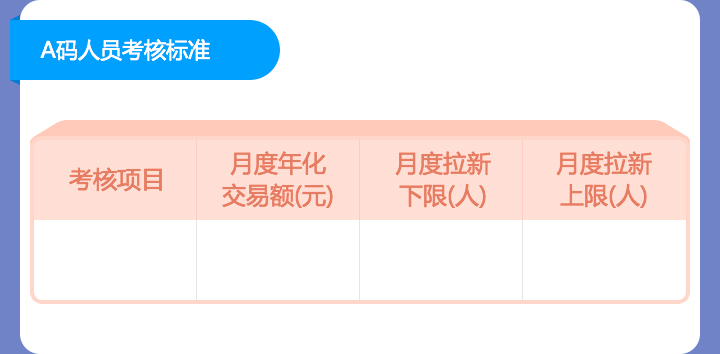 A码人员考核标准
考核项目
月度年化
交易额(元)
月度拉新
下限(人)
月度拉新
上限(人)